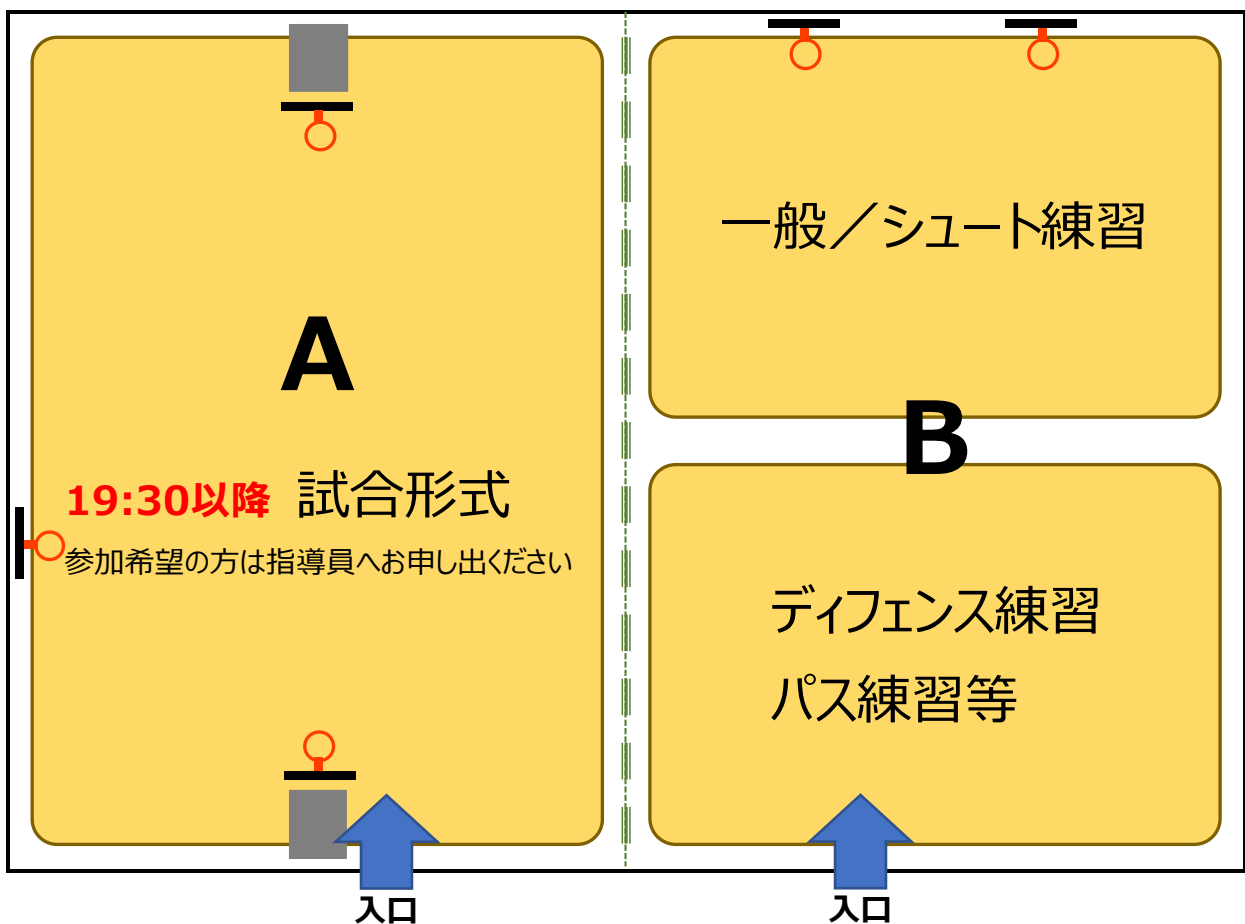 A
19:30以降 試合形式
参加希望の方は指導員へお申し出ください
一般／シュート練習
B
ディフェンス練習
パス練習等
入口
入口